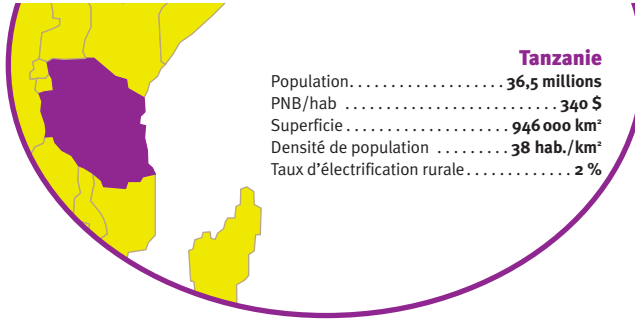 Tanzanie
Population. . . . . . . . . . . . . . . . . . 36,5 millions
PNB/hab . . . . . . . . . . . . . . . . . . . . . . . . . 340 $
Superficie . . . . . . . . . . . . . . . . . . . 946 000 km²
Densité de population . . . . . . . . . 38 hab./km²
Taux d'électrification rurale . . . . . . . . . . . . . 2 %